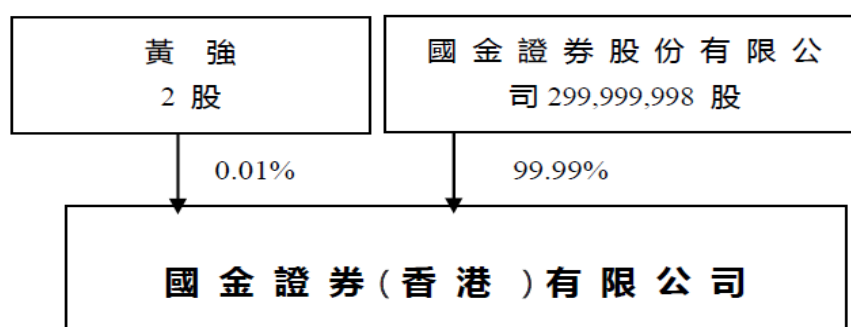 黃強
2 股
國金證券股份有限公
司 299,999,998 股
0.01%
99.99%
國金證券(香港)有限公司